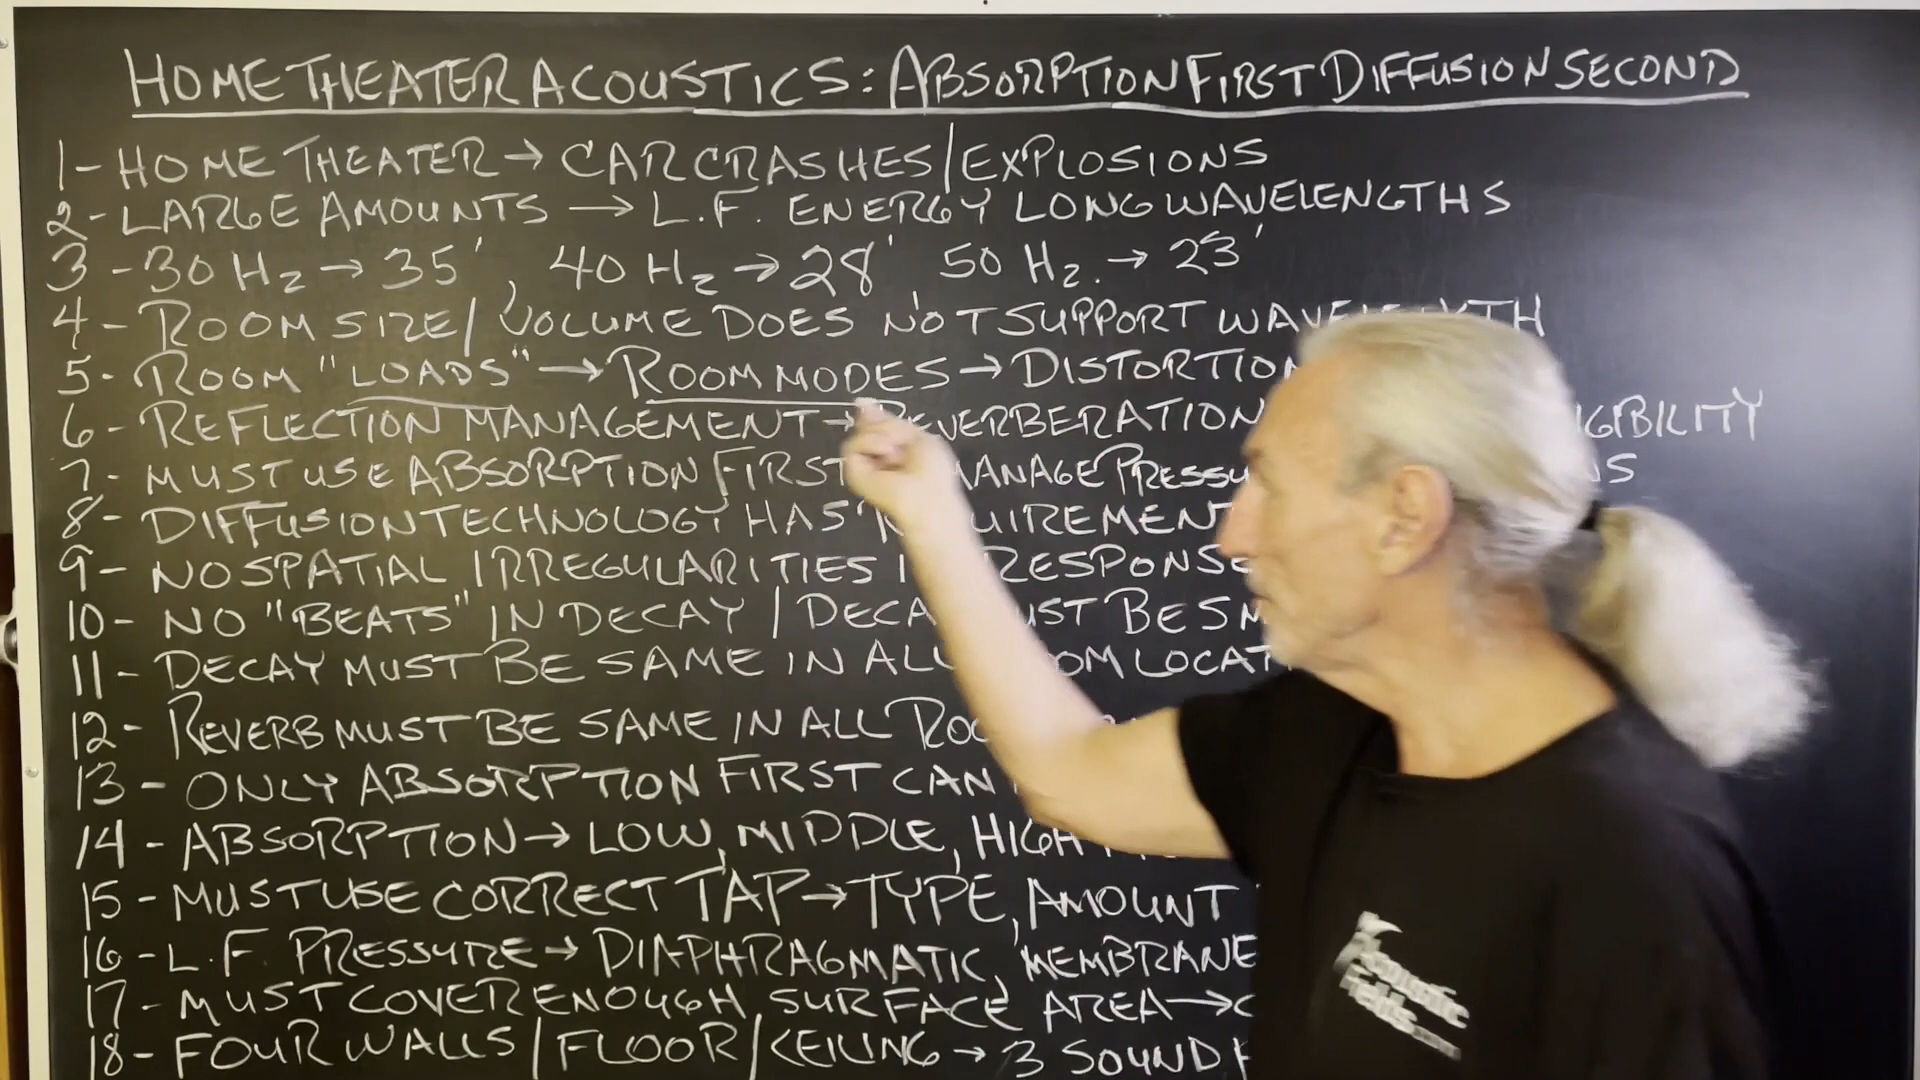 HOME THEATER ACOUSTICS: ABSORPTION FIRST DIFFUSION SECOND
1- HOME THEATER → CAR CRASHES/EXPLOSIONS
2- LARGE AMOUNTS → L.F. ENERGY LONG WAVELENGTHS
3- 30 Hz → 35', 40 Hz → 28', 50 Hz. → 23'
4- ROOM SIZE/VOLUME DOES NOT SUPPORT
5- ROOM "LOADS" → ROOM MODES → DISTORTION
6- REFLECTION MANAGEMENT → REVERBERATION
7- MUST USE ABSORPTION FIRST MANAGE
8- DIFFUSION TECHNOLOGY HAS
9- NO SPATIAL IRREGULARITIES RESPONSE
10- NO "BEATS" IN DECAY / MUST BE
11- DECAY MUST BE SAME IN ALL
12- REVERB MUST BE SAME IN ALL
13- ONLY ABSORPTION FIRST CAN
14- ABSORPTION → LOW, MIDDLE, HIGH
15- MUST USE CORRECT TAP → TYPE, AMOUNT
16- L.F. PRESSURE → DIAPHRAGMATIC, MEMBRANE
17- MUST COVER ENOUGH SURFACE AREA →
18- FOUR WALLS/FLOOR/CEILING → 3 SOUND
Acoustic
Fields.com